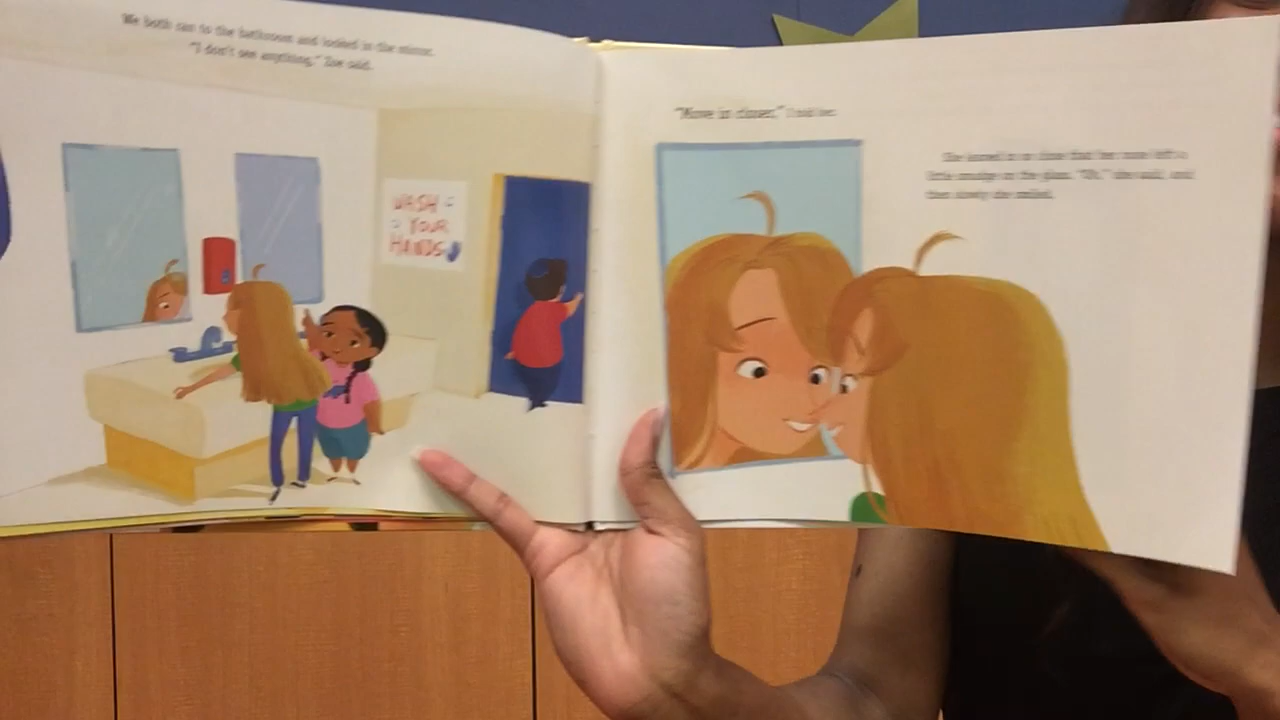 We both ran to the bathroom and looked in the mirror.
"I don't see anything," Zoe said.
WASH
YOUR
HANDS
"Move in closer," I told her.
She leaned in so close that her nose left a
little smudge on the glass. "Oh," she said, and
then slowly she smiled.